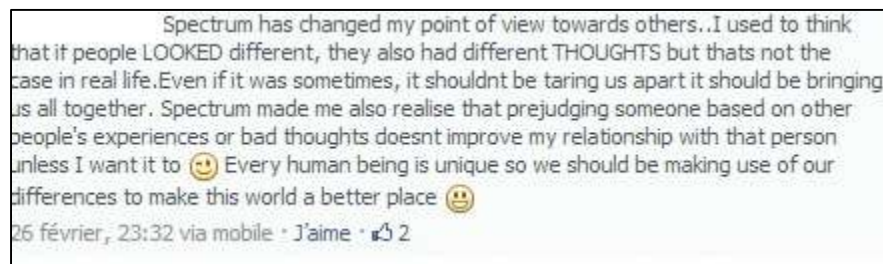 Spectrum has changed my point of view towards others..I used to think
that if people LOOKED different, they also had different THOUGHTS but thats not the
case in real life.Even if it was sometimes, it shouldnt be taring us apart it should be bringing
us all together. Spectrum made me also realise that prejudging someone based on other
people's experiences or bad thoughts doesnt improve my relationship with that person
unless I want it to Every human being is unique so we should be making use of our
differences to make this world a better place
26 février, 23:32 via mobile · J'aime · 2